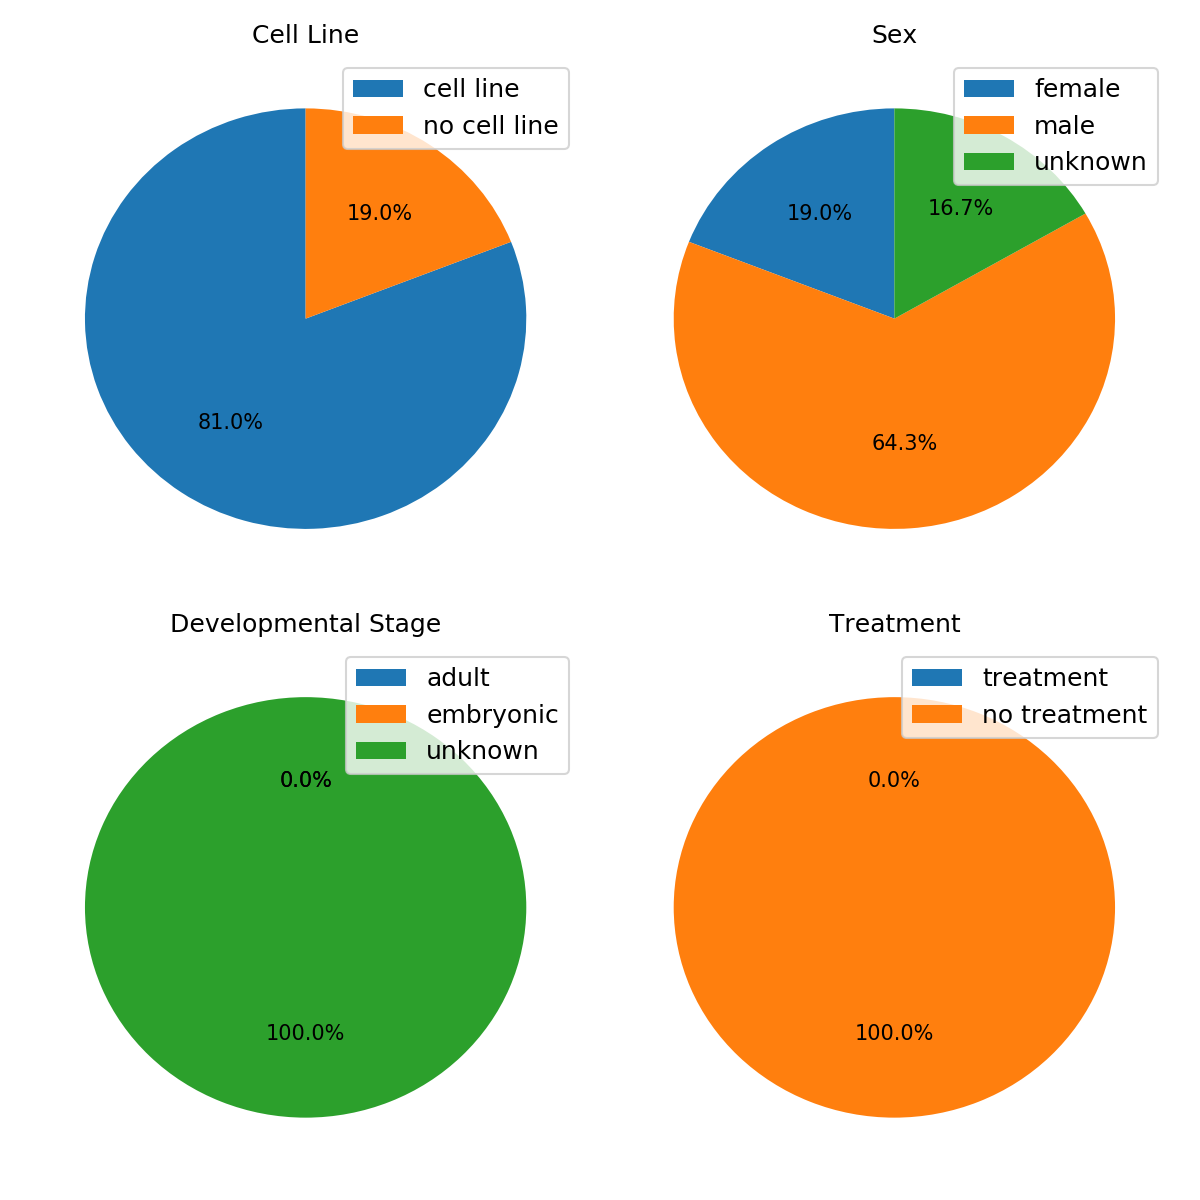 Cell Line
cell line
no cell line
19.0%
81.0%
Sex
female
male
unknown
19.0%
16.7%
64.3%
Developmental Stage
adult
embryonic
unknown
0.0%
100.0%
Treatment
treatment
no treatment
0.0%
100.0%